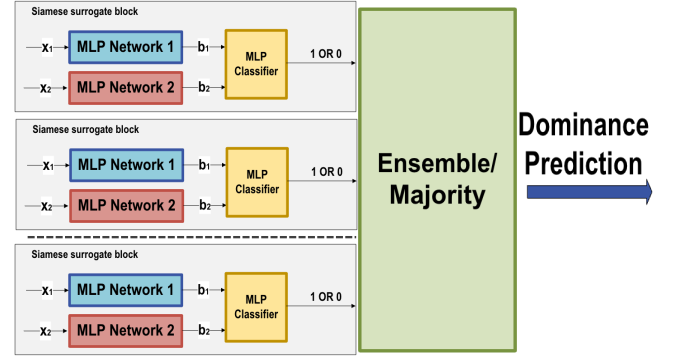 Siamese surrogate block
x₁ MLP Network 1 b₁
MLP
Classifier
1 OR 0
x₂ MLP Network 2 b₂
Siamese surrogate block
x₁ MLP Network 1 b₁
MLP
Classifier
1 OR 0
x₂ MLP Network 2 b₂
Siamese surrogate block
x₁ MLP Network 1 b₁
MLP
Classifier
1 OR 0
x₂ MLP Network 2 b₂
Ensemble/
Majority
Dominance
Prediction